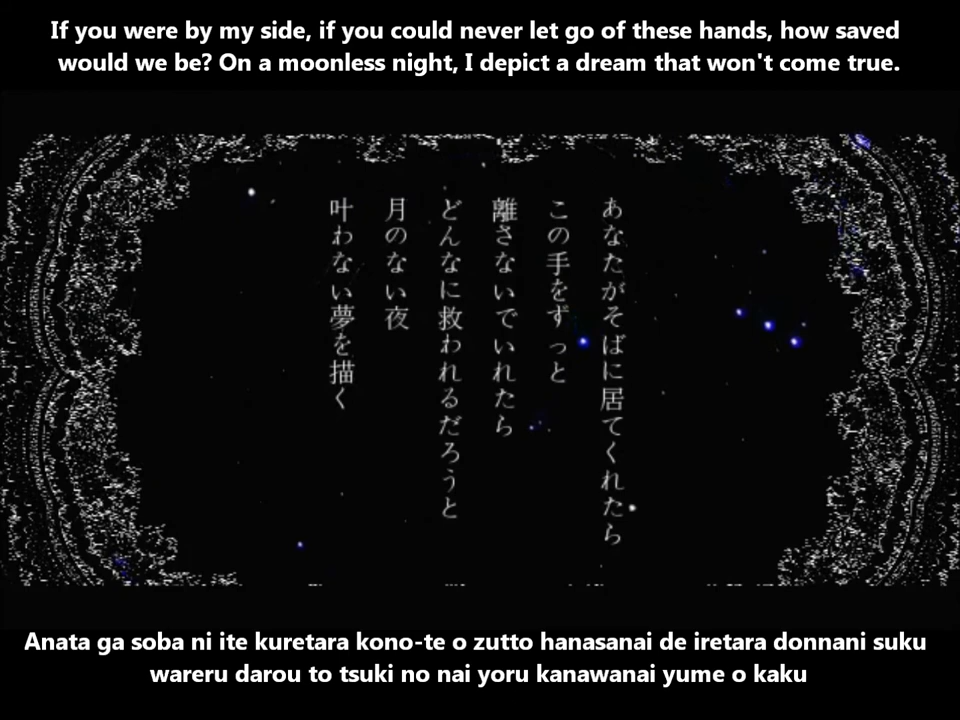 If you were by my side, if you could never let go of these hands, how saved
would we be? On a moonless night, I depict a dream that won't come true.
あなたがそばに居てくれたら
この手をずっと
離さないでいれたら
どんなに救われるだろうと
月のない夜
叶わない夢を描く
Anata ga soba ni ite kuretara kono-te o zutto hanasanai de iretara donnani suku
wareru darou to tsuki no nai yoru kanawanai yume o kaku